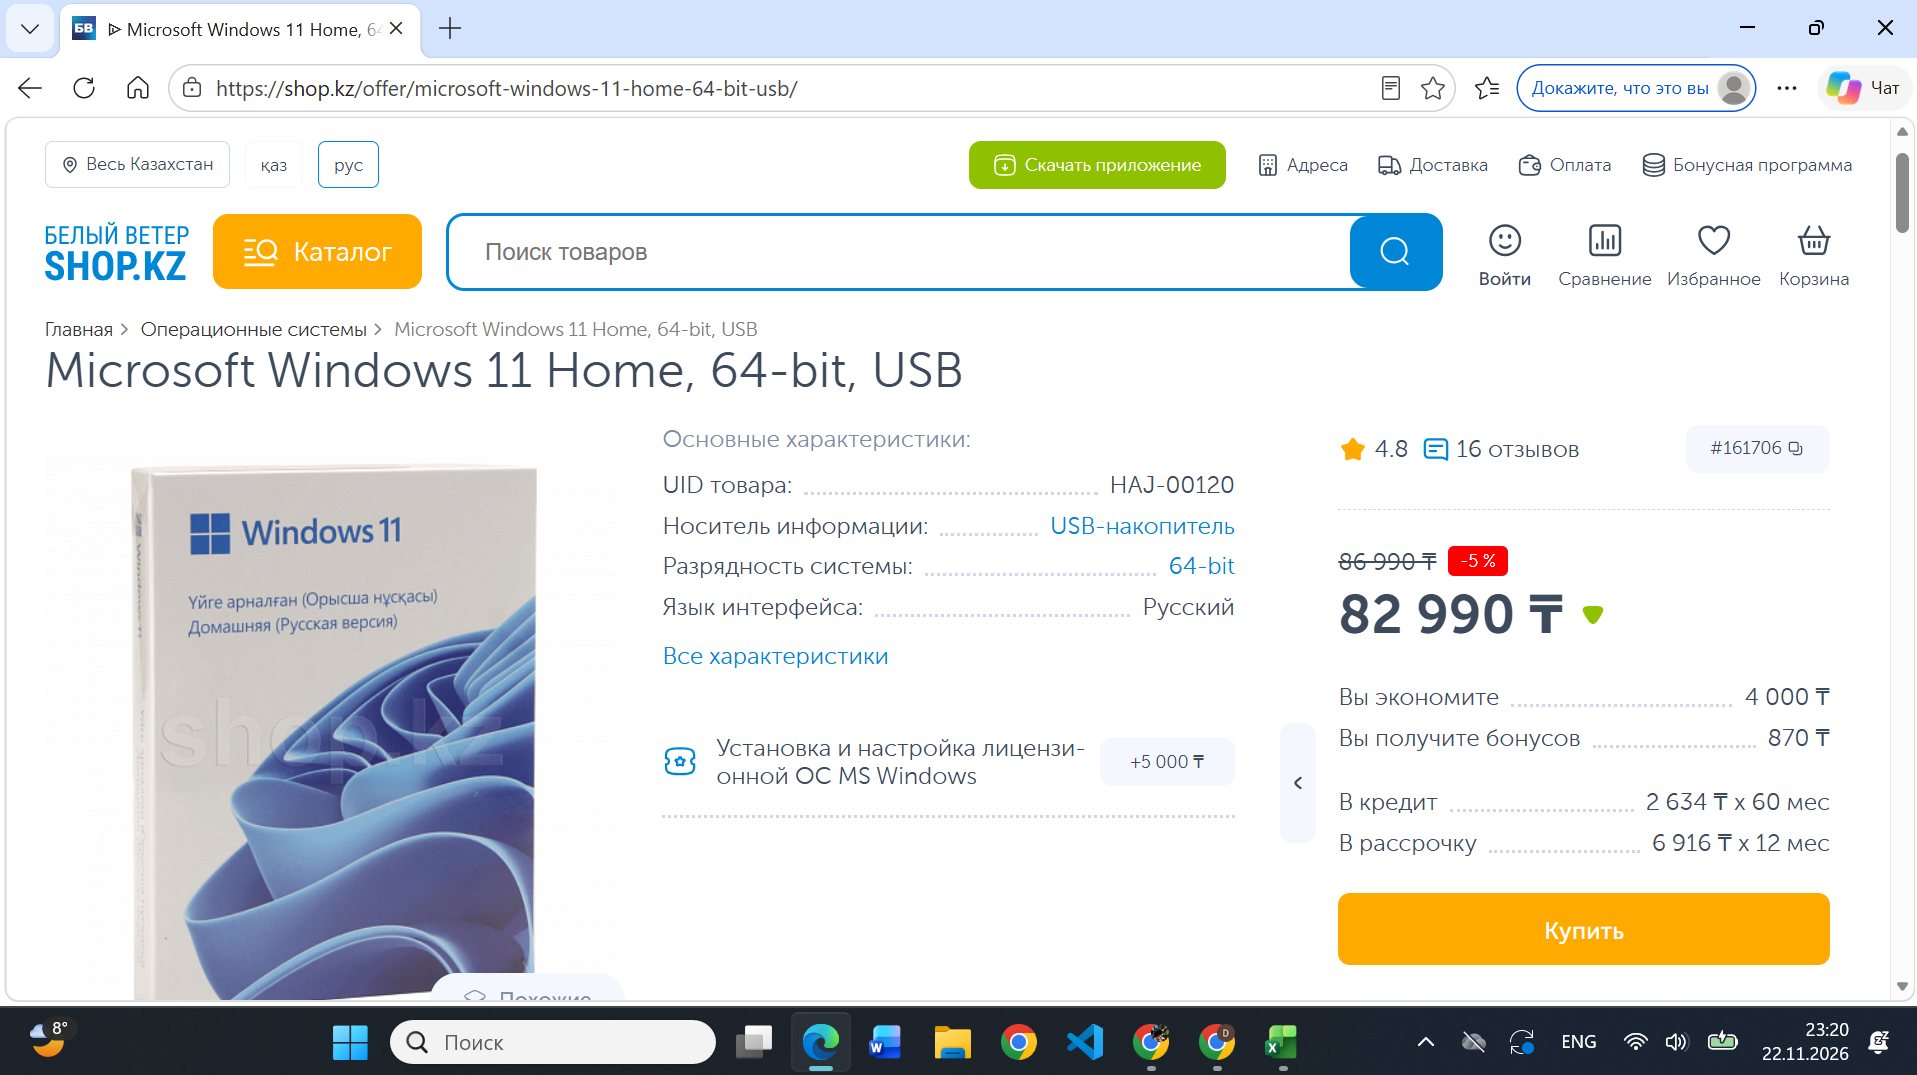 БВ
Microsoft Windows 11 Home, 64
https://shop.kz/offer/microsoft-windows-11-home-64-bit-usb/
Докажите, что это вы
Чат
Весь Казахстан
қаз
рус
Скачать приложение
Адреса
Доставка
Оплата
Бонусная программа
БЕЛЫЙ ВЕТЕР
SHOP.KZ
Каталог
Поиск товаров
Войти
Сравнение
Избранное
Корзина
Главная > Операционные системы > Microsoft Windows 11 Home, 64-bit, USB
Microsoft Windows 11 Home, 64-bit, USB
Windows 11
Үйге арналған (Орысша нұсқасы)
Домашняя (Русская версия)
shop.kz
Похожие
Основные характеристики:
UID товара: HAJ-00120
Носитель информации: USB-накопитель
Разрядность системы: 64-bit
Язык интерфейса: Русский
Все характеристики
Установка и настройка лицензи-
онной ОС MS Windows
+5 000 ₸
4.8
16 отзывов
#161706
86 990 ₸
-5 %
82 990 ₸
Вы экономите 4 000 ₸
Вы получите бонусов 870 ₸
В кредит 2 634 ₸ x 60 мес
В рассрочку 6 916 ₸ x 12 мес
Купить
8°
Поиск
ENG
23:20
22.11.2026